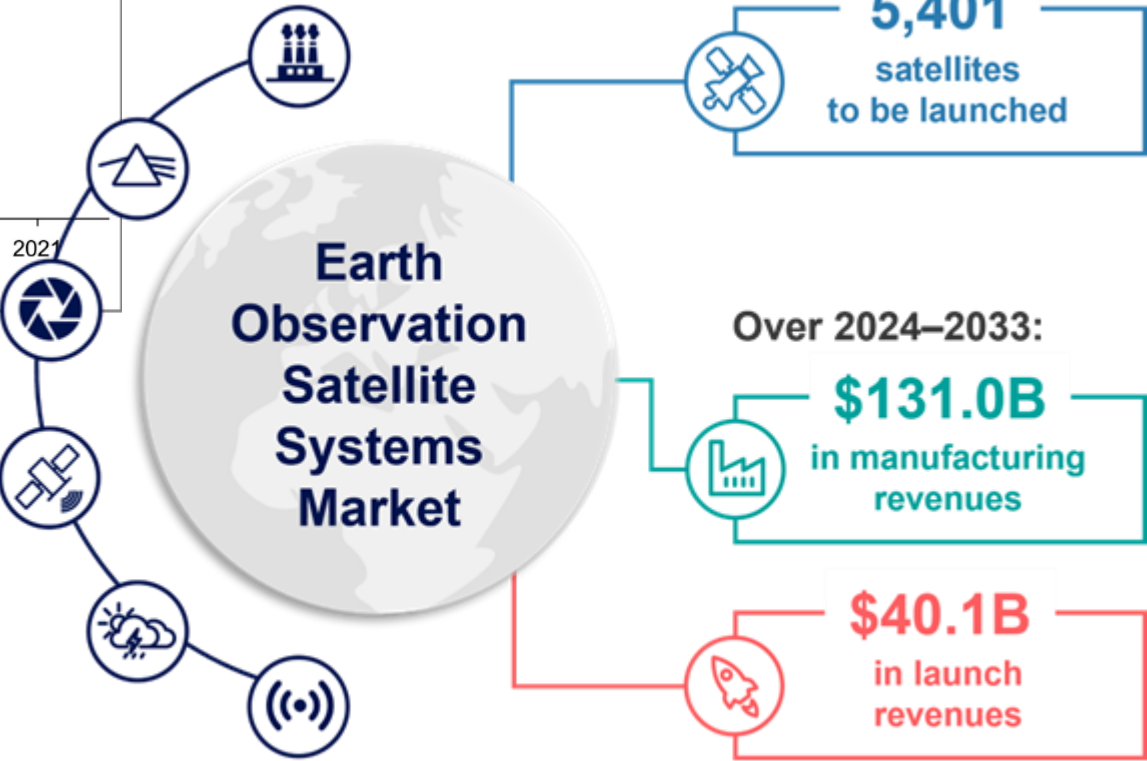 5,401
satellites
to be launched
2021
Earth
Observation
Satellite
Systems
Market
Over 2024–2033:
$131.0B
in manufacturing
revenues
$40.1B
in launch
revenues